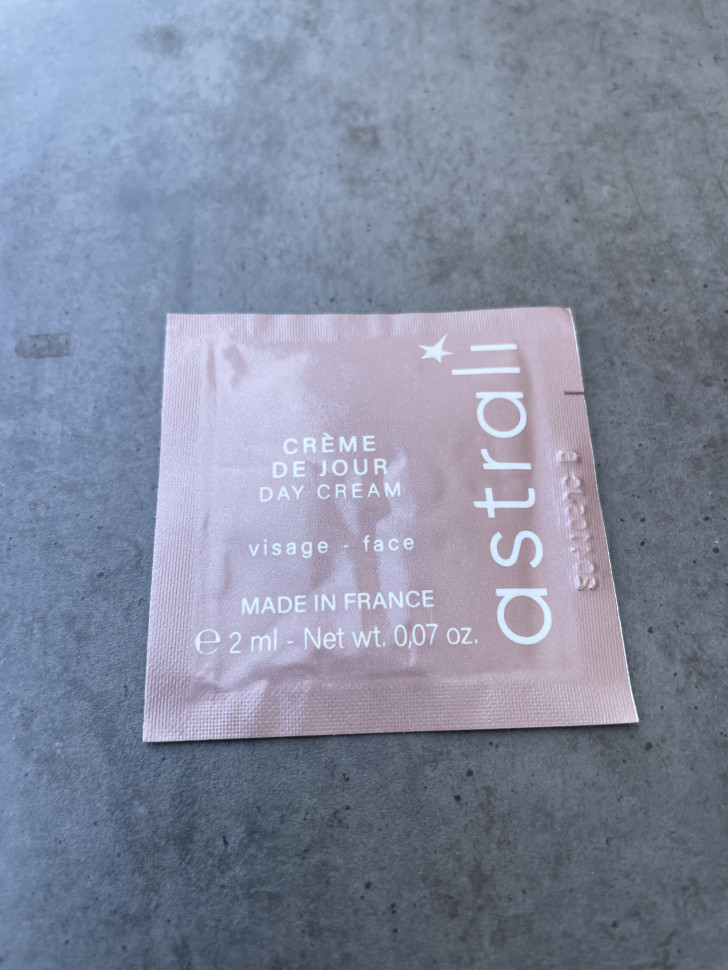 CRÈME
DE JOUR
DAY CREAM
visage - face
MADE IN FRANCE
℮ 2 ml - Net wt. 0,07 oz.
astrali